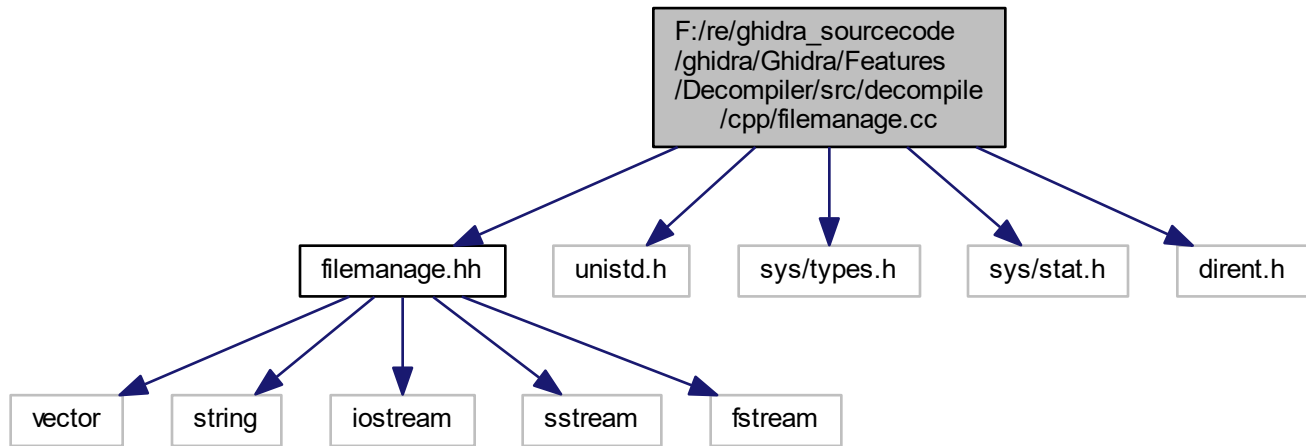 F:/re/ghidra_sourcecode
/ghidra/Ghidra/Features
/Decompiler/src/decompile
/cpp/filemanage.cc
filemanage.hh
unistd.h
sys/types.h
sys/stat.h
dirent.h
vector
string
iostream
sstream
fstream